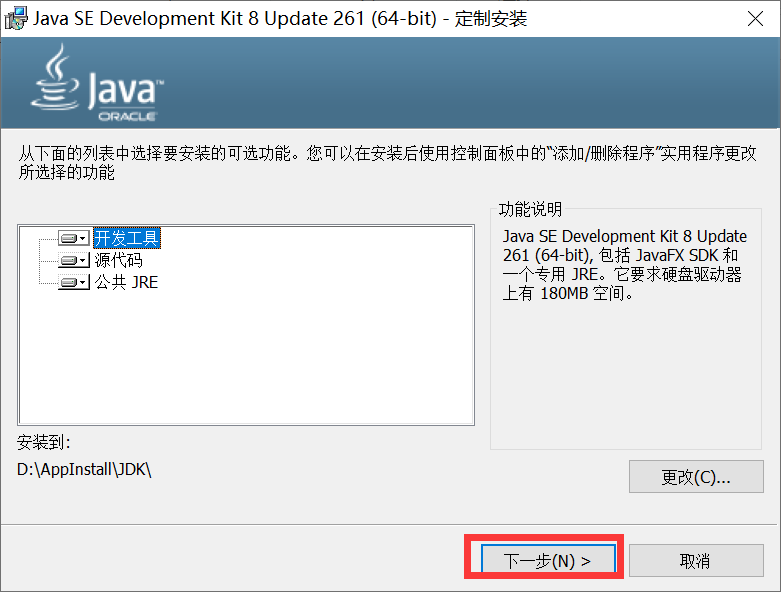 Java SE Development Kit 8 Update 261 (64-bit) - 定制安装
Java™
ORACLE
从下面的列表中选择要安装的可选功能。您可以在安装后使用控制面板中的“添加/删除程序”实用程序更改
所选择的功能
开发工具
源代码
公共 JRE
功能说明
Java SE Development Kit 8 Update
261 (64-bit), 包括 JavaFX SDK 和
一个专用 JRE。它要求硬盘驱动器
上有 180MB 空间。
安装到:
D:\AppInstall\JDK\
更改(C)...
下一步(N) >
取消